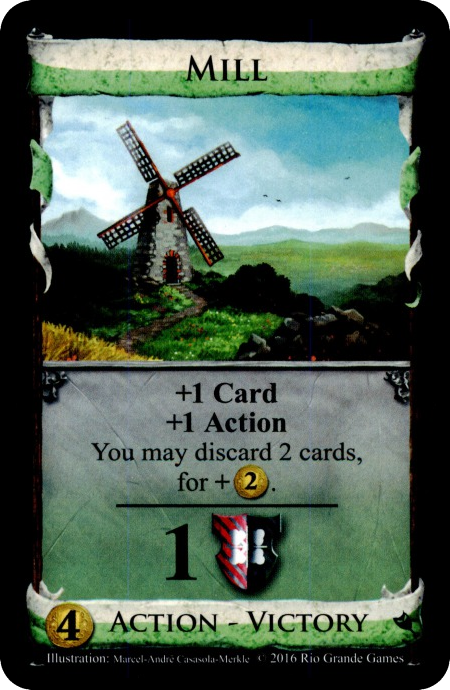 MILL
+1 Card
+1 Action
You may discard 2 cards,
for + 2.
1
4 ACTION - VICTORY
Illustration: Marcel-André Casasola-Merkle © 2016 Rio Grande Games